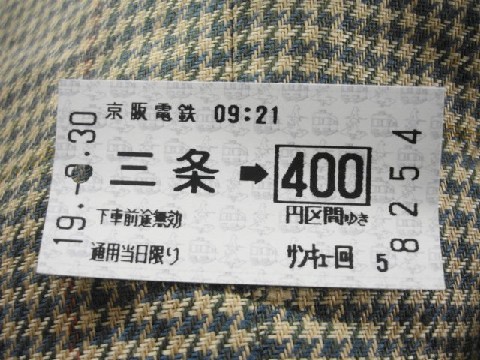 京阪電鉄 09:21
三条➡400
下車前途無効 円区間ゆき
通用当日限り サンキュー回 5
8254